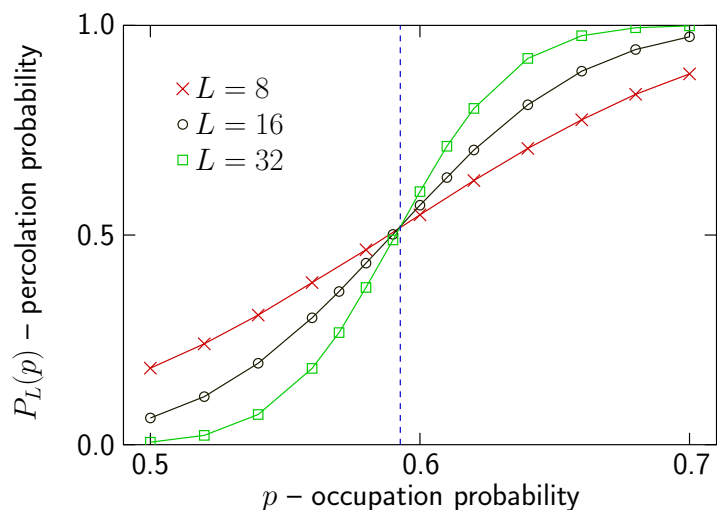 1.0
0.5
0.0
P_L(p) – percolation probability
L = 8
L = 16
L = 32
0.5 0.6 0.7
p – occupation probability